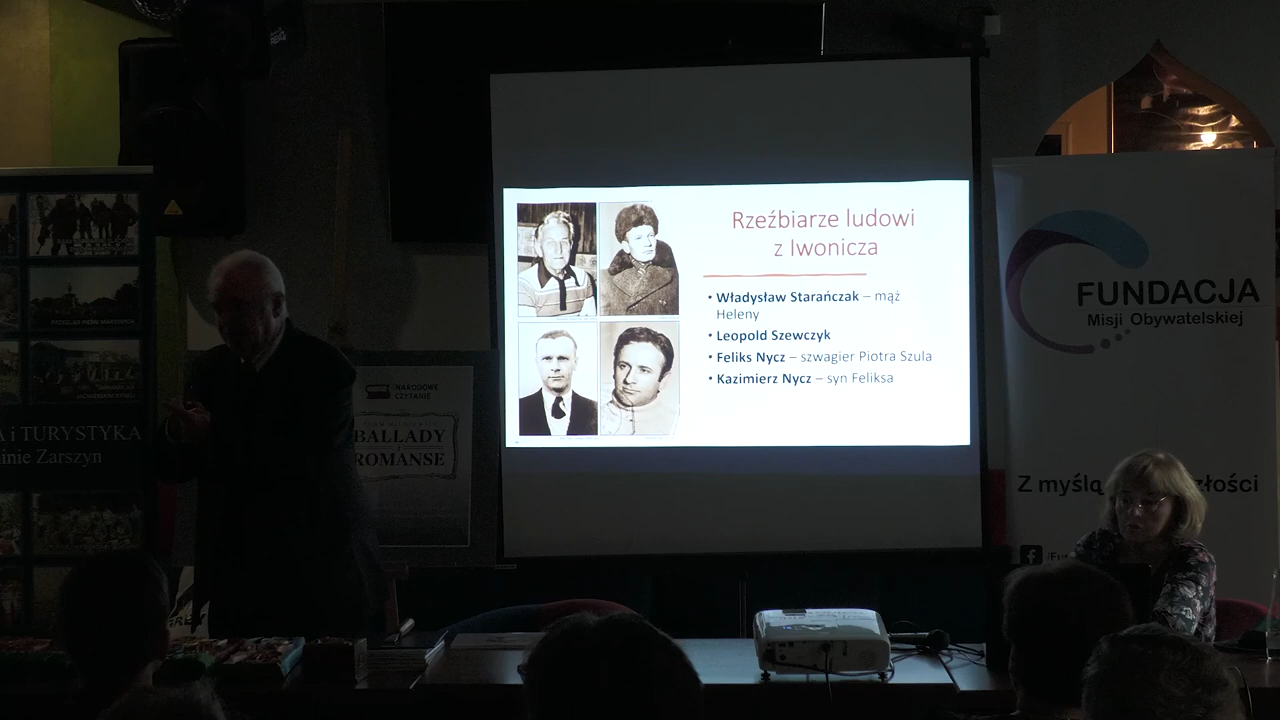 Rzeźbiarze ludowi
z Iwonicza
• Władysław Starańczak – mąż
Heleny
• Leopold Szewczyk
• Feliks Nycz – szwagier Piotra Szula
• Kazimierz Nycz – syn Feliksa
FUNDACJA
Misji Obywatelskiej
Z myślą
złości
NARODOWE
CZYTANIE
BALLADY
ROMANSE
A i TURYSTYKA
inie Zarszyn